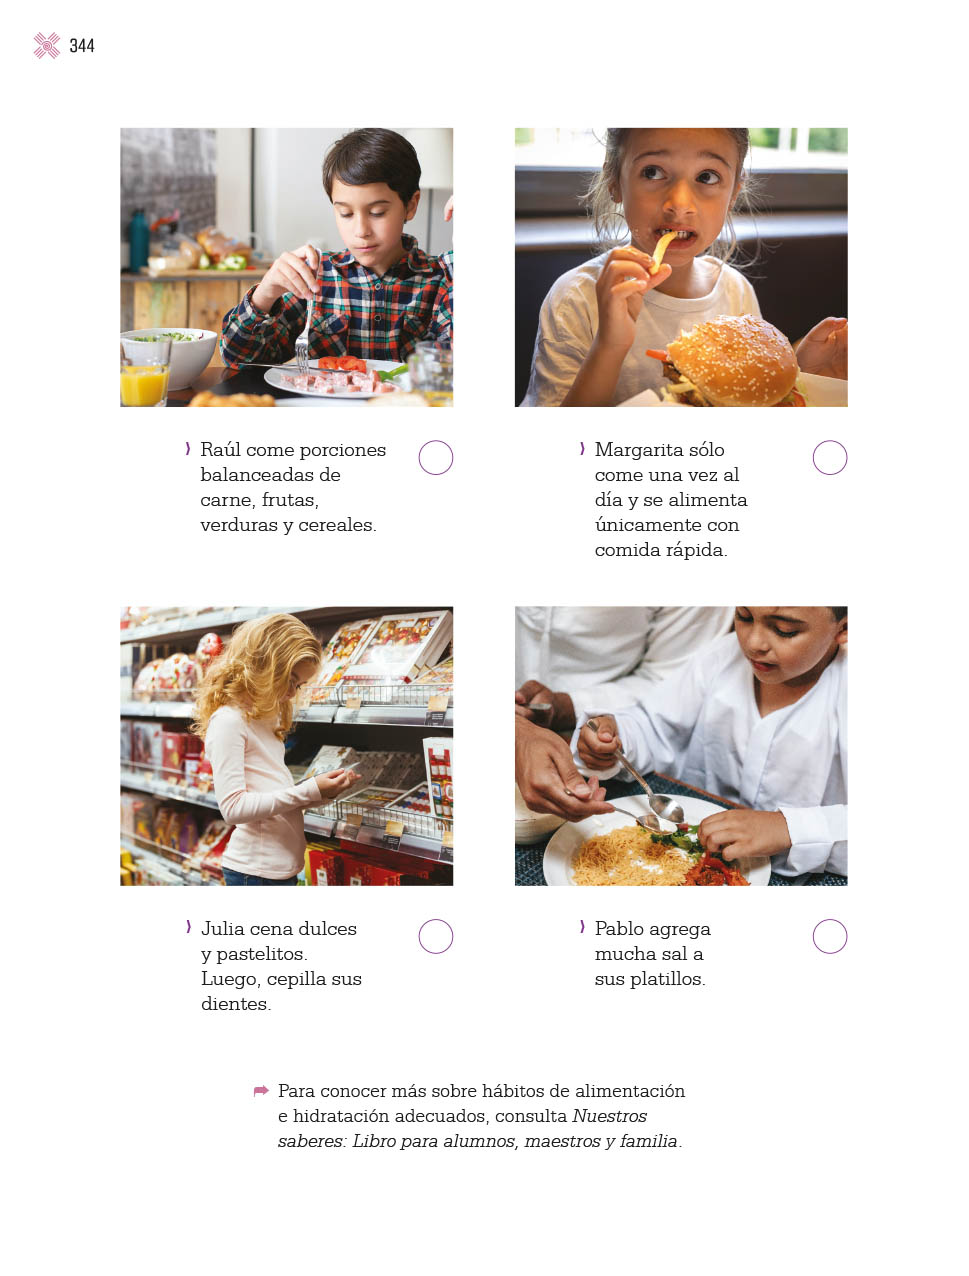 344
Raúl come porciones
balanceadas de
carne, frutas,
verduras y cereales.
Margarita sólo
come una vez al
día y se alimenta
únicamente con
comida rápida.
Julia cena dulces
y pastelitos.
Luego, cepilla sus
dientes.
Pablo agrega
mucha sal a
sus platillos.
Para conocer más sobre hábitos de alimentación
e hidratación adecuados, consulta Nuestros
saberes: Libro para alumnos, maestros y familia.